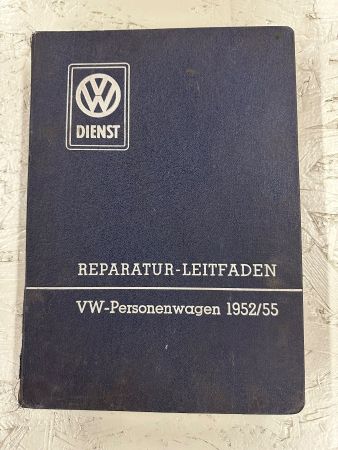 VW
DIENST
REPARATUR-LEITFADEN
VW-Personenwagen 1952/55